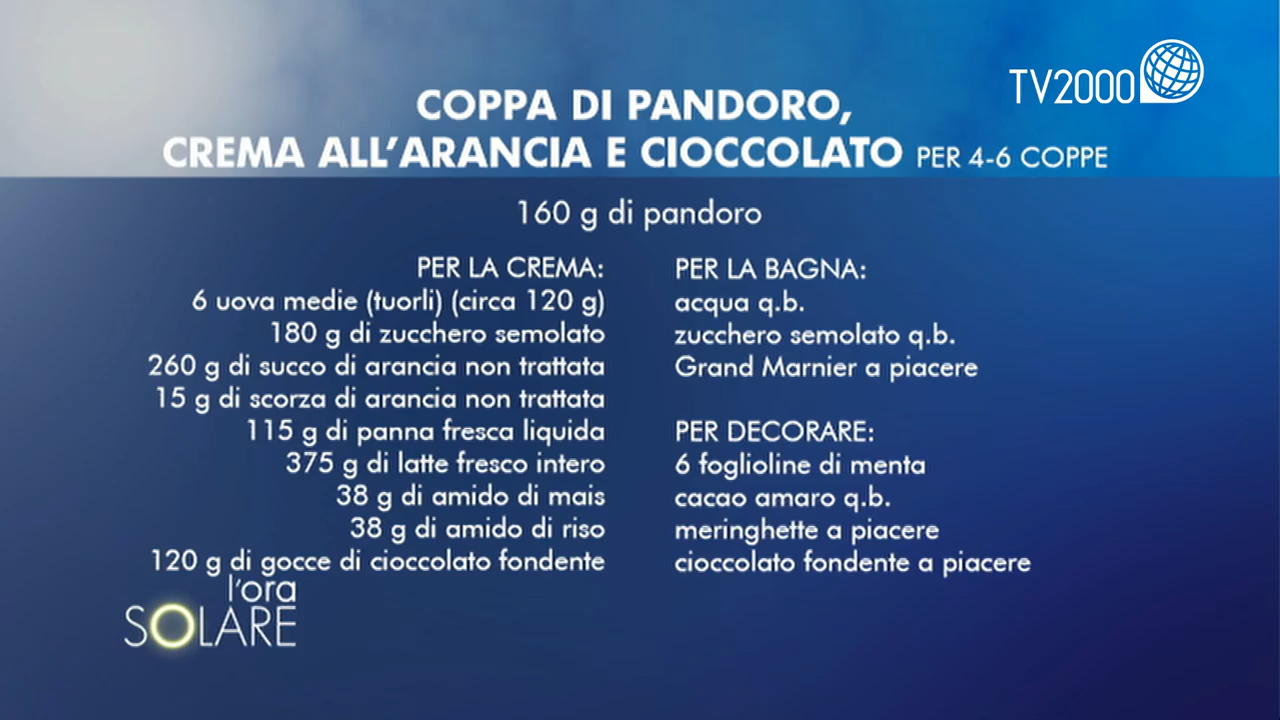 TV2000
COPPA DI PANDORO,
CREMA ALL'ARANCIA E CIOCCOLATO PER 4-6 COPPE
160 g di pandoro
PER LA CREMA:
6 uova medie (tuorli) (circa 120 g)
180 g di zucchero semolato
260 g di succo di arancia non trattata
15 g di scorza di arancia non trattata
115 g di panna fresca liquida
375 g di latte fresco intero
38 g di amido di mais
38 g di amido di riso
120 g di gocce di cioccolato fondente
PER LA BAGNA:
acqua q.b.
zucchero semolato q.b.
Grand Marnier a piacere
PER DECORARE:
6 foglioline di menta
cacao amaro q.b.
meringhette a piacere
cioccolato fondente a piacere
l'ora
SOLARE